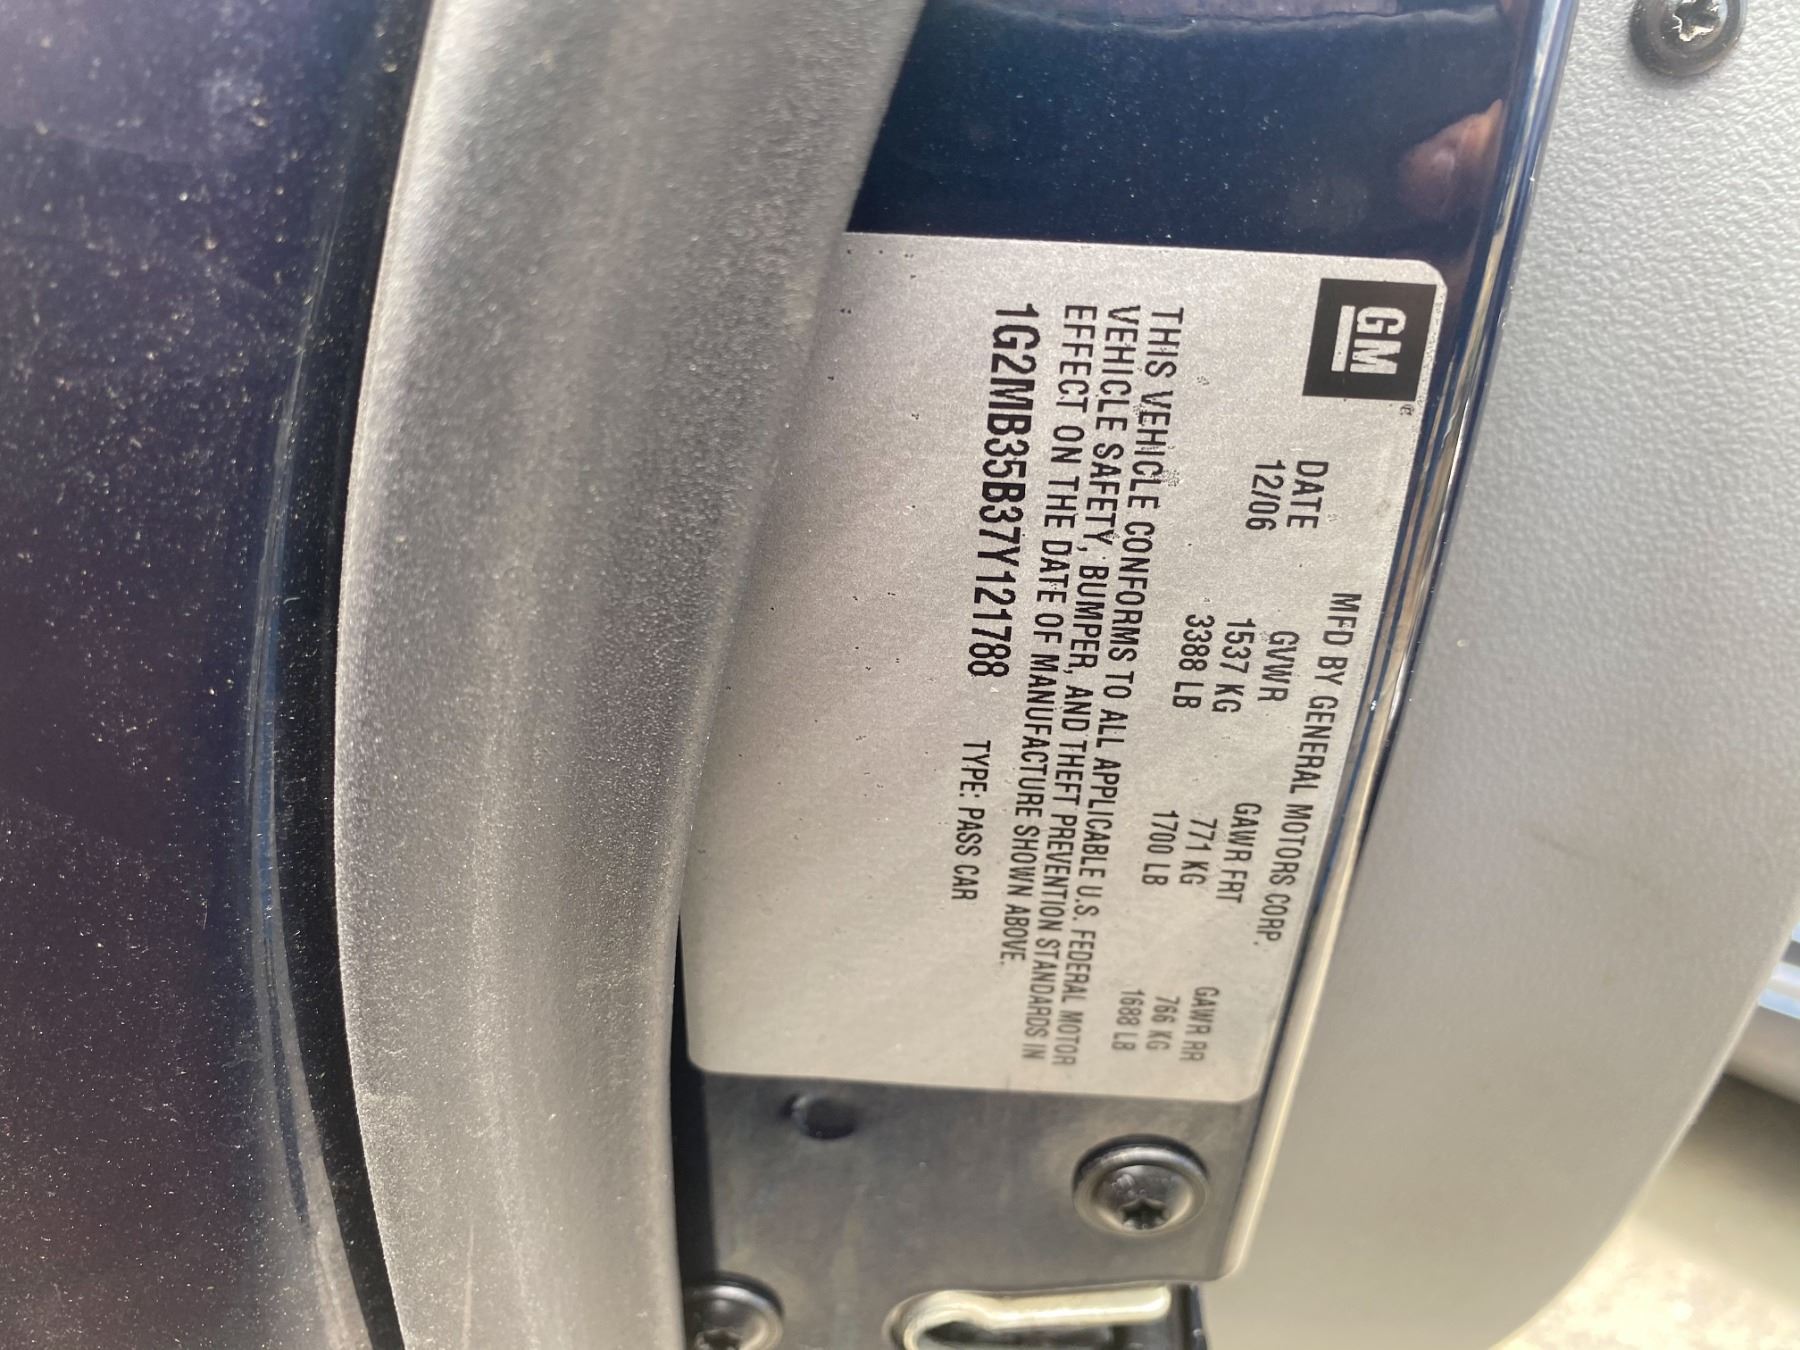 GM
MFD BY GENERAL MOTORS CORP.
DATE GVWR GAWR FRT GAWR RR
12/06 1537 KG 771 KG 766 KG
3388 LB 1700 LB 1688 LB
THIS VEHICLE CONFORMS TO ALL APPLICABLE U.S. FEDERAL MOTOR
VEHICLE SAFETY, BUMPER, AND THEFT PREVENTION STANDARDS IN
EFFECT ON THE DATE OF MANUFACTURE SHOWN ABOVE.
1G2MB35B37Y121788 TYPE: PASS CAR